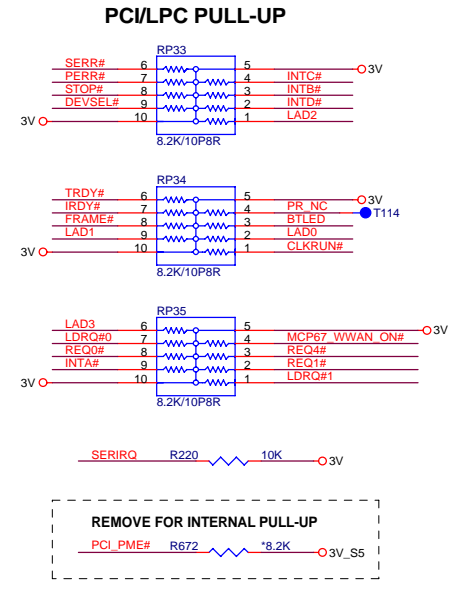 PCI/LPC PULL-UP
RP33
SERR# 6 5 3V
PERR# 7 4 INTC#
STOP# 8 3 INTB#
DEVSEL# 9 2 INTD#
3V 10 1 LAD2
8.2K/10P8R
RP34
TRDY# 6 5 3V
IRDY# 7 4 PR_NC T114
FRAME# 8 3 BTLED
LAD1 9 2 LAD0
3V 10 1 CLKRUN#
8.2K/10P8R
RP35
LAD3 6 5 3V
LDRQ#0 7 4 MCP67_WWAN_ON#
REQ0# 8 3 REQ4#
INTA# 9 2 REQ1#
3V 10 1 LDRQ#1
8.2K/10P8R
SERIRQ R220 10K 3V
REMOVE FOR INTERNAL PULL-UP
PCI_PME# R672 *8.2K 3V_S5